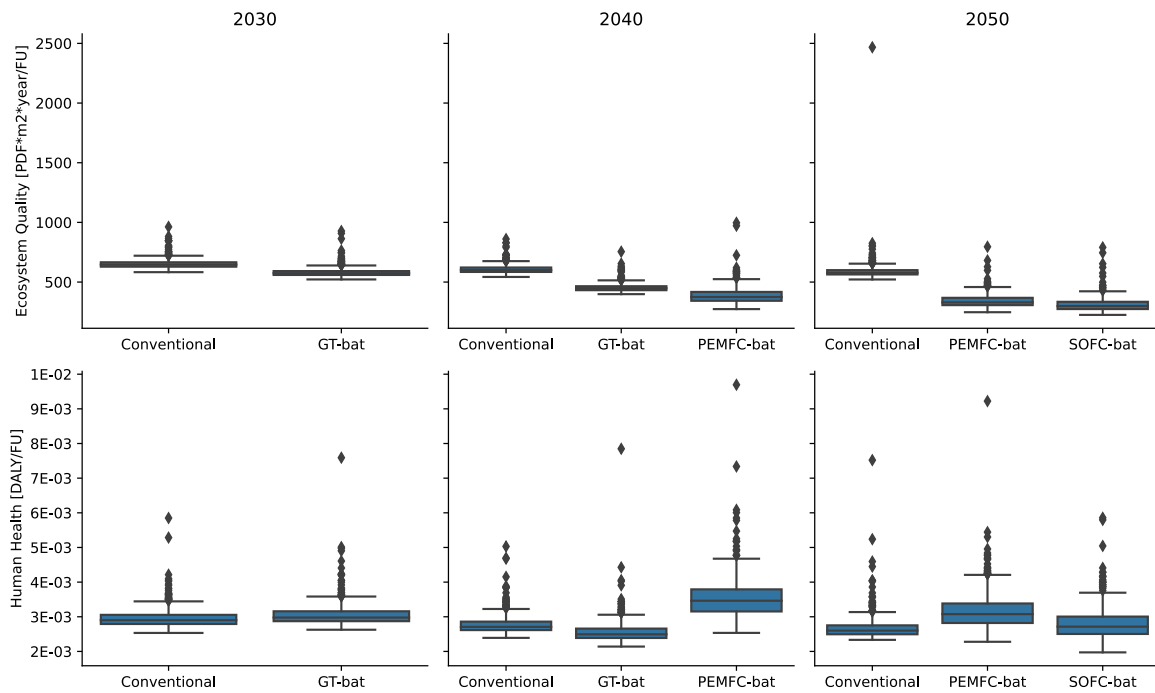 2030
2040
2050
Ecosystem Quality [PDF*m2*year/FU]
2500
2000
1500
1000
500
Conventional
GT-bat
Conventional
GT-bat
PEMFC-bat
Conventional
PEMFC-bat
SOFC-bat
Human Health [DALY/FU]
1E-02
9E-03
8E-03
7E-03
6E-03
5E-03
4E-03
3E-03
2E-03
Conventional
GT-bat
Conventional
GT-bat
PEMFC-bat
Conventional
PEMFC-bat
SOFC-bat